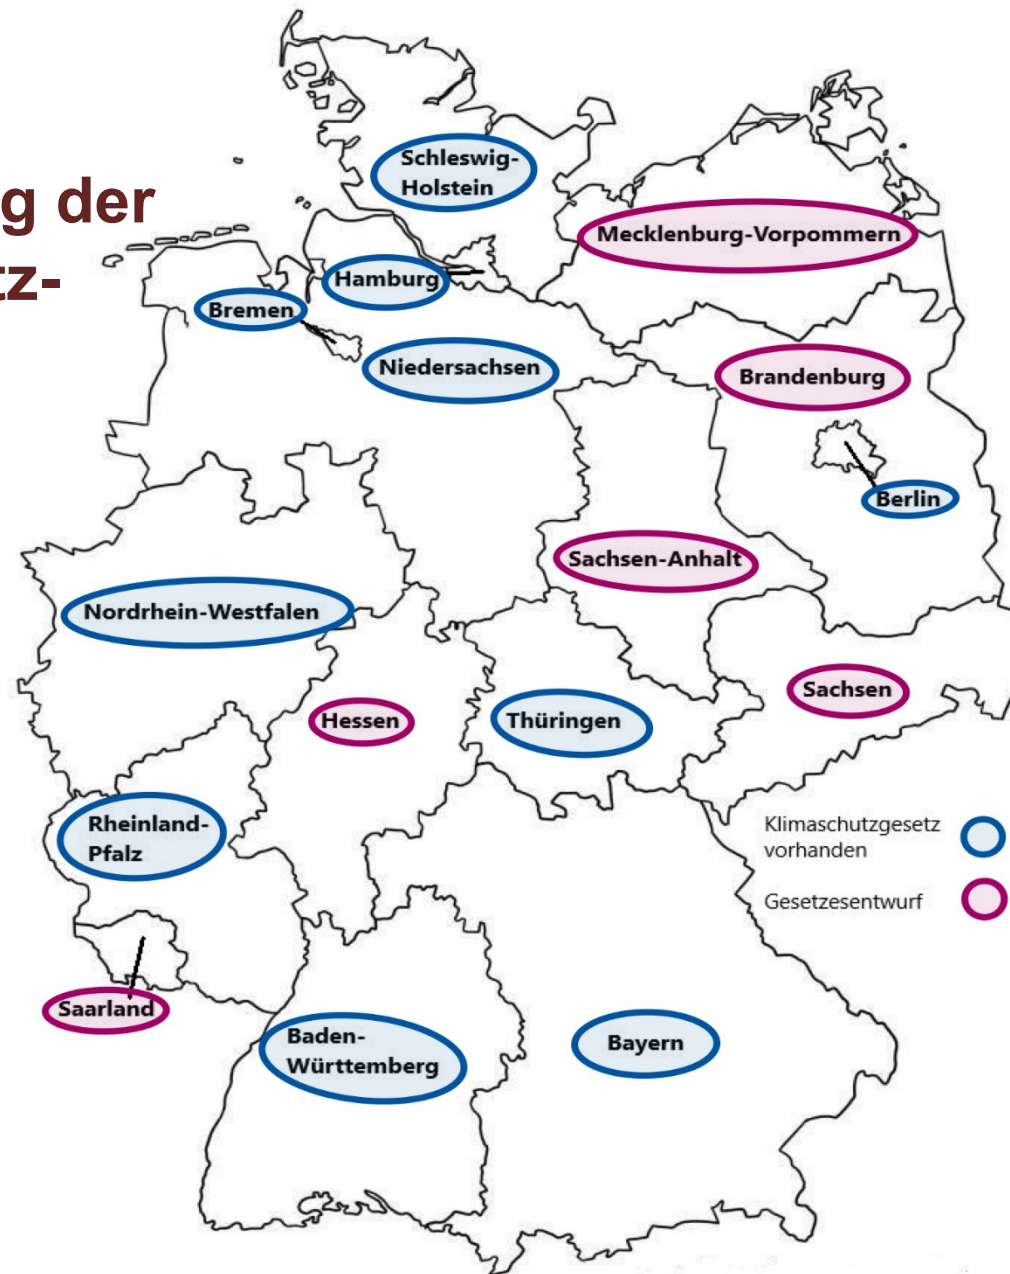 g der
tz-
Schleswig-
Holstein
Mecklenburg-Vorpommern
Hamburg
Bremen
Niedersachsen
Brandenburg
Berlin
Sachsen-Anhalt
Nordrhein-Westfalen
Sachsen
Hessen
Thüringen
Rheinland-
Pfalz
Klimaschutzgesetz
vorhanden
Gesetzesentwurf
Saarland
Baden-
Württemberg
Bayern